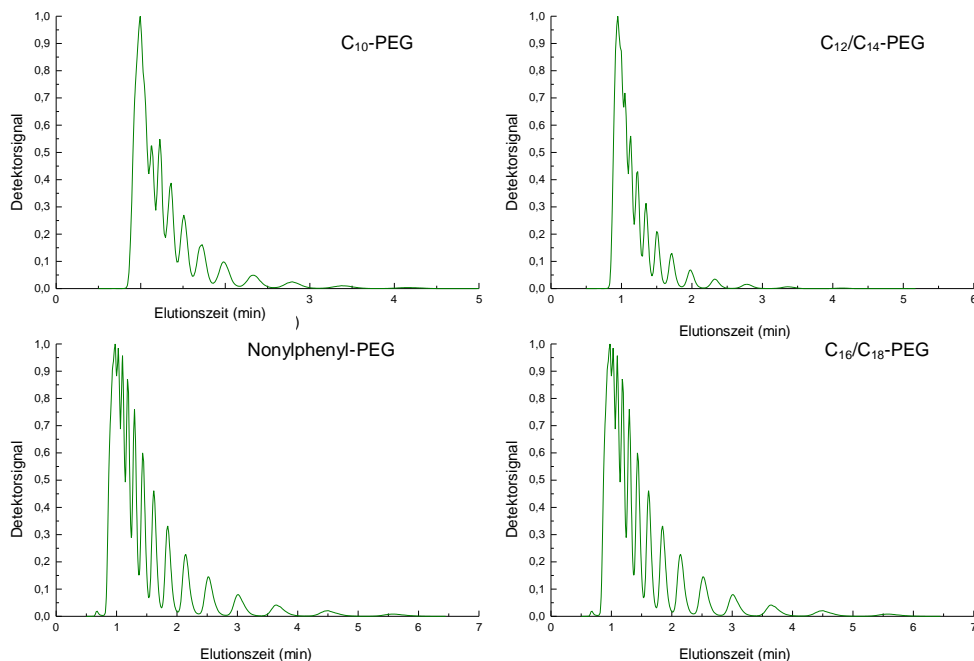 C₁₀-PEG
Detektorsignal
1,0
0,9
0,8
0,7
0,6
0,5
0,4
0,3
0,2
0,1
0,0
0 3 5
Elutionszeit (min)
)
C₁₂/C₁₄-PEG
Detektorsignal
1,0
0,9
0,8
0,7
0,6
0,5
0,4
0,3
0,2
0,1
0,0
0 1 2 3 4 5 6
Elutionszeit (min)
Nonylphenyl-PEG
Detektorsignal
1,0
0,9
0,8
0,7
0,6
0,5
0,4
0,3
0,2
0,1
0,0
0 1 2 3 4 5 6 7
Elutionszeit (min)
C₁₆/C₁₈-PEG
Detektorsignal
1,0
0,9
0,8
0,7
0,6
0,5
0,4
0,3
0,2
0,1
0,0
0 1 2 3 4 5 6 7
Elutionszeit (min)